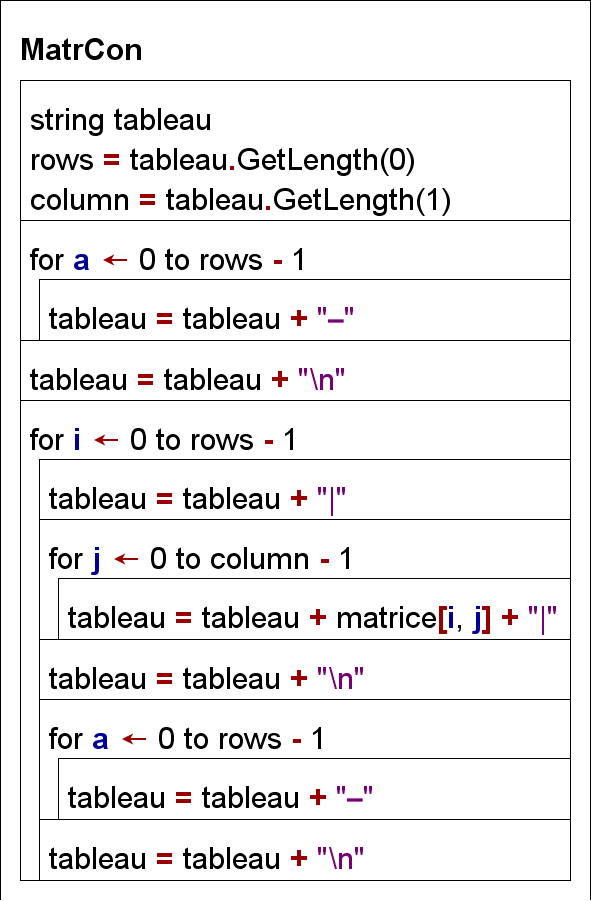 MatrCon
string tableau
rows = tableau.GetLength(0)
column = tableau.GetLength(1)
for a ← 0 to rows - 1
tableau = tableau + "–"
tableau = tableau + "\n"
for i ← 0 to rows - 1
tableau = tableau + "|"
for j ← 0 to column - 1
tableau = tableau + matrice[i, j] + "|"
tableau = tableau + "\n"
for a ← 0 to rows - 1
tableau = tableau + "–"
tableau = tableau + "\n"